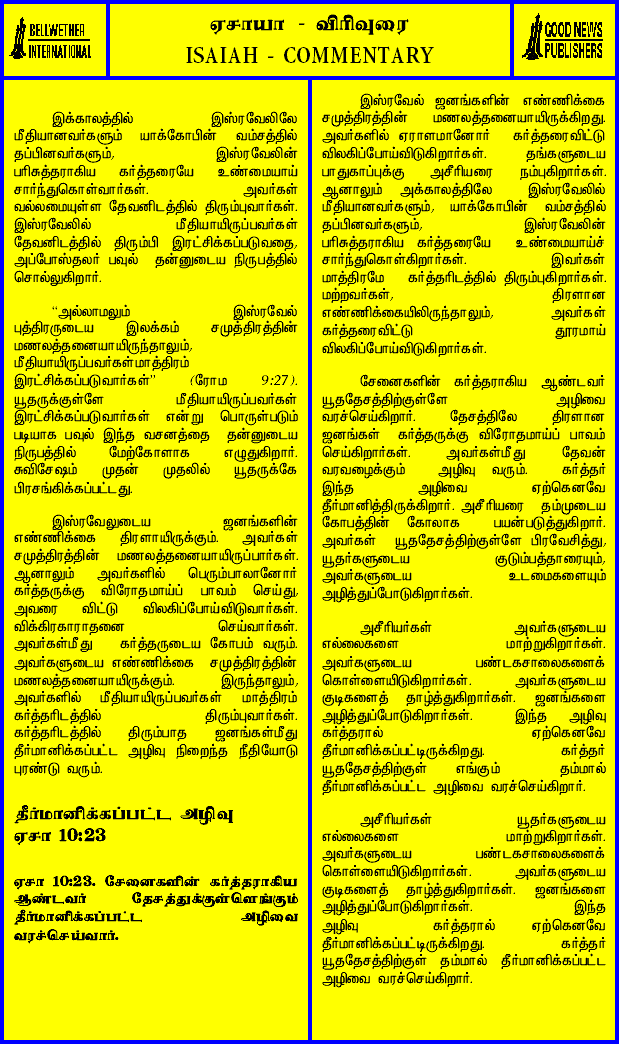 BELLWETHER
INTERNATIONAL
ஏசாயா - விரிவுரை
ISAIAH - COMMENTARY
GOOD NEWS
PUBLISHERS
இக்காலத்தில் இஸ்ரவேலிலே
மீதியானவர்களும் யாக்கோபின் வம்சத்தில்
தப்பினவர்களும், இஸ்ரவேலின்
பரிசுத்தராகிய கர்த்தரையே உண்மையாய்
சார்ந்துகொள்வார்கள். அவர்கள்
வல்லமையுள்ள தேவனிடத்தில் திரும்புவார்கள்.
இஸ்ரவேலில் மீதியாயிருப்பவர்கள்
தேவனிடத்தில் திரும்பி இரட்சிக்கப்படுவதை,
அப்போஸ்தலர் பவுல் தன்னுடைய நிருபத்தில்
சொல்லுகிறார்.
“அல்லாமலும் இஸ்ரவேல்
புத்திரருடைய இலக்கம் சமுத்திரத்தின்
மணலத்தனையாயிருந்தாலும்,
மீதியாயிருப்பவர்கள்மாத்திரம்
இரட்சிக்கப்படுவார்கள்” (ரோம 9:27).
யூதருக்குள்ளே மீதியாயிருப்பவர்கள்
இரட்சிக்கப்படுவார்கள் என்று பொருள்படும்
படியாக பவுல் இந்த வசனத்தை தன்னுடைய
நிருபத்தில் மேற்கோளாக எழுதுகிறார்.
சுவிசேஷம் முதன் முதலில் யூதருக்கே
பிரசங்கிக்கப்பட்டது.
இஸ்ரவேலுடைய ஜனங்களின்
எண்ணிக்கை திரளாயிருக்கும். அவர்கள்
சமுத்திரத்தின் மணலத்தனையாயிருப்பார்கள்.
ஆனாலும் அவர்களில் பெரும்பாலானோர்
கர்த்தருக்கு விரோதமாய்ப் பாவம் செய்து,
அவரை விட்டு விலகிப்போய்விடுவார்கள்.
விக்கிரகாராதனை செய்வார்கள்.
அவர்கள்மீது கர்த்தருடைய கோபம் வரும்.
அவர்களுடைய எண்ணிக்கை சமுத்திரத்தின்
மணலத்தனையாயிருக்கும். இருந்தாலும்,
அவர்களில் மீதியாயிருப்பவர்கள் மாத்திரம்
கர்த்தரிடத்தில் திரும்புவார்கள்.
கர்த்தரிடத்தில் திரும்பாத ஜனங்கள்மீது
தீர்மானிக்கப்பட்ட அழிவு நிறைந்த நீதியோடு
புரண்டு வரும்.
தீர்மானிக்கப்பட்ட அழிவு
ஏசா 10:23
ஏசா 10:23. சேனைகளின் கர்த்தராகிய
ஆண்டவர் தேசத்துக்குள்ளெங்கும்
தீர்மானிக்கப்பட்ட அழிவை
வரச்செய்வார்.
இஸ்ரவேல் ஜனங்களின் எண்ணிக்கை
சமுத்திரத்தின் மணலத்தனையாயிருக்கிறது.
அவர்களில் ஏராளமானோர் கர்த்தரைவிட்டு
விலகிப்போய்விடுகிறார்கள். தங்களுடைய
பாதுகாப்புக்கு அசீரியரை நம்புகிறார்கள்.
ஆனாலும் அக்காலத்திலே இஸ்ரவேலில்
மீதியானவர்களும், யாக்கோபின் வம்சத்தில்
தப்பினவர்களும், இஸ்ரவேலின்
பரிசுத்தராகிய கர்த்தரையே உண்மையாய்ச்
சார்ந்துகொள்கிறார்கள். இவர்கள்
மாத்திரமே கர்த்தரிடத்தில் திரும்புகிறார்கள்.
மற்றவர்கள், திரளான
எண்ணிக்கையிலிருந்தாலும், அவர்கள்
கர்த்தரைவிட்டு தூரமாய்
விலகிப்போய்விடுகிறார்கள்.
சேனைகளின் கர்த்தராகிய ஆண்டவர்
யூததேசத்திற்குள்ளே அழிவை
வரச்செய்கிறார். தேசத்திலே திரளான
ஜனங்கள் கர்த்தருக்கு விரோதமாய்ப் பாவம்
செய்கிறார்கள். அவர்கள்மீது தேவன்
வரவழைக்கும் அழிவு வரும். கர்த்தர்
இந்த அழிவை ஏற்கெனவே
தீர்மானித்திருக்கிறார். அசீரியரை தம்முடைய
கோபத்தின் கோலாக பயன்படுத்துகிறார்.
அவர்கள் யூததேசத்திற்குள்ளே பிரவேசித்து,
யூதர்களுடைய குடும்பத்தாரையும்,
அவர்களுடைய உடமைகளையும்
அழித்துப்போடுகிறார்கள்.
அசீரியர்கள் அவர்களுடைய
எல்லைகளை மாற்றுகிறார்கள்.
அவர்களுடைய பண்டகசாலைகளைக்
கொள்ளையிடுகிறார்கள். அவர்களுடைய
குடிகளைத் தாழ்த்துகிறார்கள். ஜனங்களை
அழித்துப்போடுகிறார்கள். இந்த அழிவு
கர்த்தரால் ஏற்கெனவே
தீர்மானிக்கப்பட்டிருக்கிறது. கர்த்தர்
யூததேசத்திற்குள் எங்கும் தம்மால்
தீர்மானிக்கப்பட்ட அழிவை வரச்செய்கிறார்.
அசீரியர்கள் யூதர்களுடைய
எல்லைகளை மாற்றுகிறார்கள்.
அவர்களுடைய பண்டகசாலைகளைக்
கொள்ளையிடுகிறார்கள். அவர்களுடைய
குடிகளைத் தாழ்த்துகிறார்கள். ஜனங்களை
அழித்துப்போடுகிறார்கள். இந்த
அழிவு கர்த்தரால் ஏற்கெனவே
தீர்மானிக்கப்பட்டிருக்கிறது. கர்த்தர்
யூததேசத்திற்குள் தம்மால் தீர்மானிக்கப்பட்ட
அழிவை வரச்செய்கிறார்.